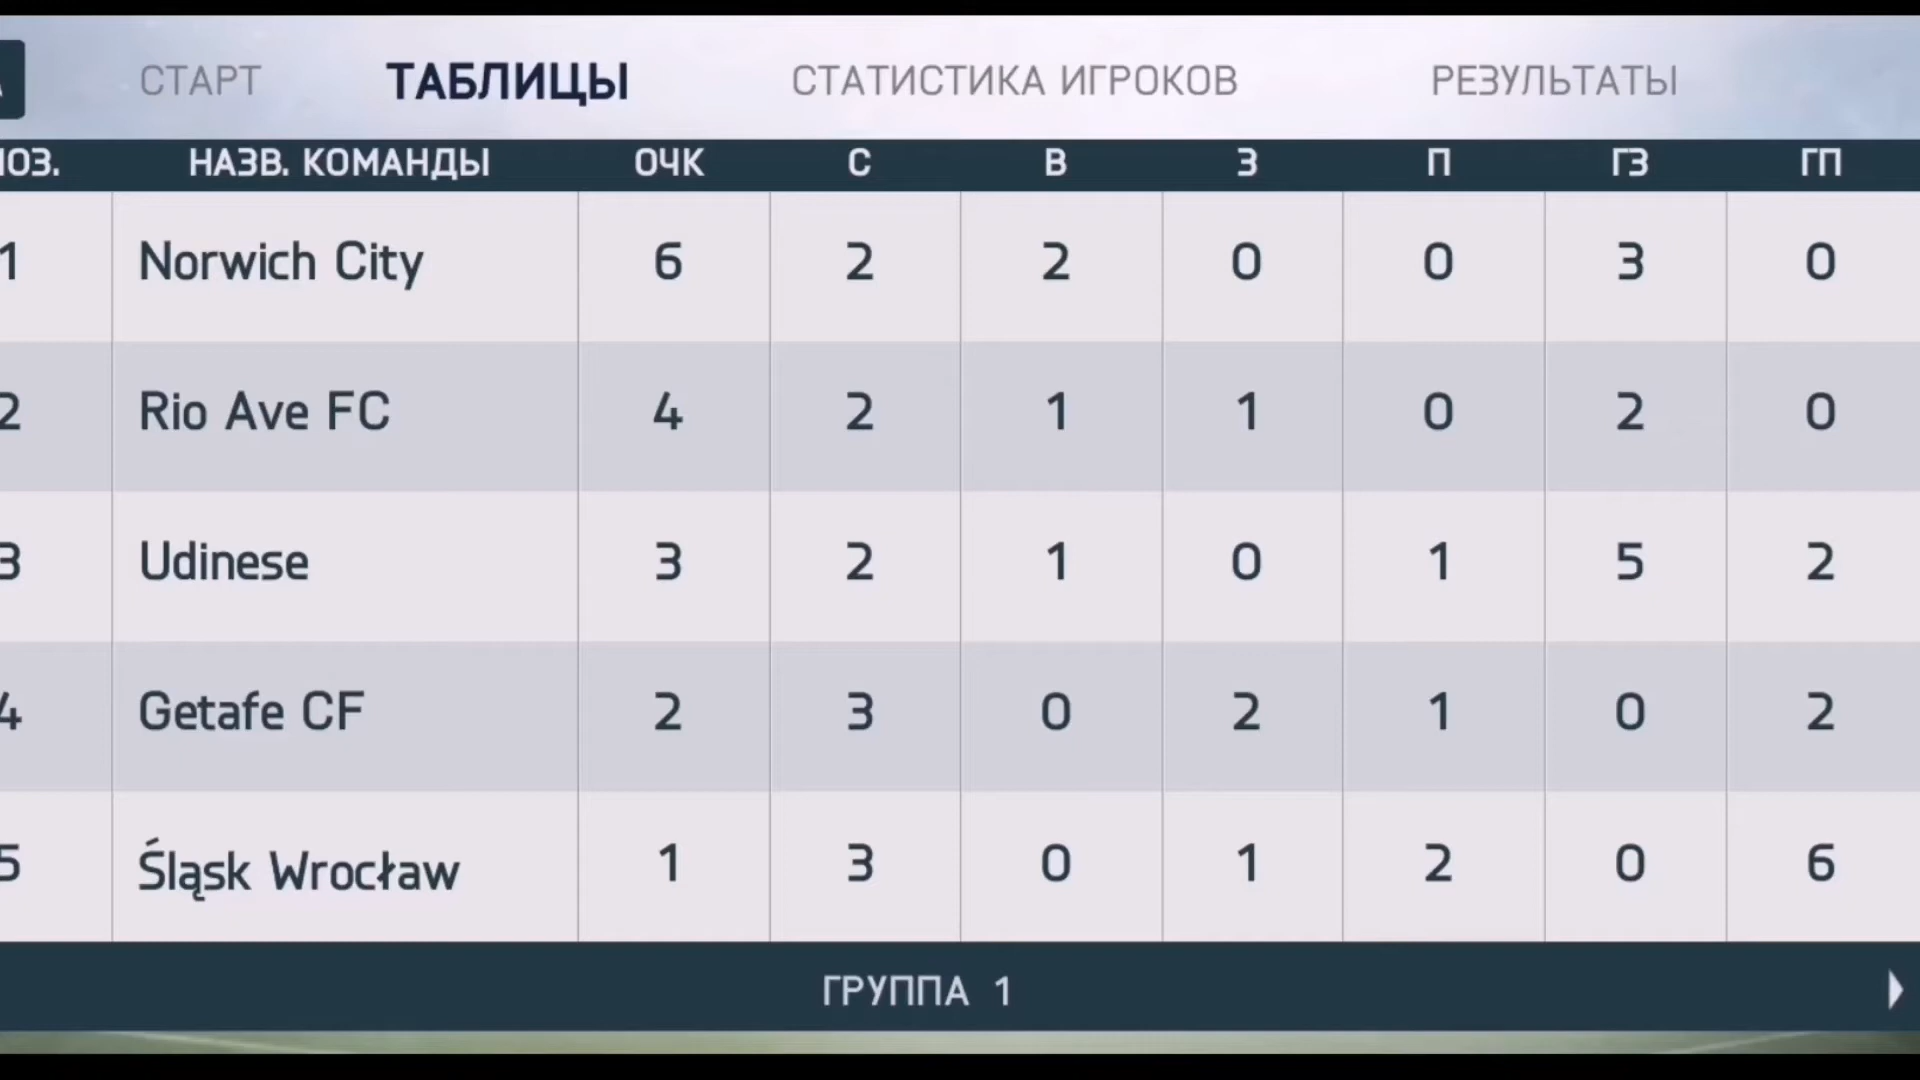 СТАРТ ТАБЛИЦЫ СТАТИСТИКА ИГРОКОВ РЕЗУЛЬТАТЫ
ПОЗ. НАЗВ. КОМАНДЫ ОЧК С В З П ГЗ ГП
1 Norwich City 6 2 2 0 0 3 0
2 Rio Ave FC 4 2 1 1 0 2 0
3 Udinese 3 2 1 0 1 5 2
4 Getafe CF 2 3 0 2 1 0 2
5 Śląsk Wrocław 1 3 0 1 2 0 6
ГРУППА 1